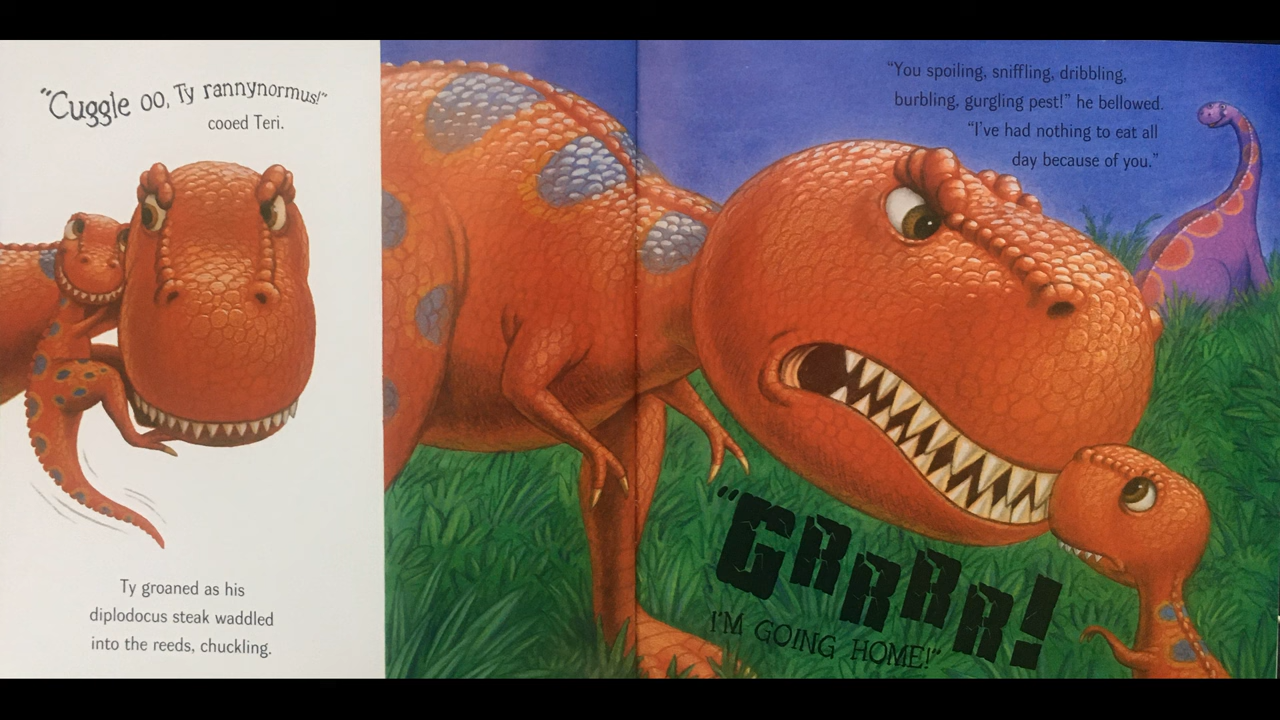 "Cuggle oo, Ty rannynormus!"
cooed Teri.
Ty groaned as his
diplodocus steak waddled
into the reeds, chuckling.
"You spoiling, sniffling, dribbling,
burbling, gurgling pest!" he bellowed.
"I've had nothing to eat all
day because of you."
"GRRRR!
I'M GOING HOME!"